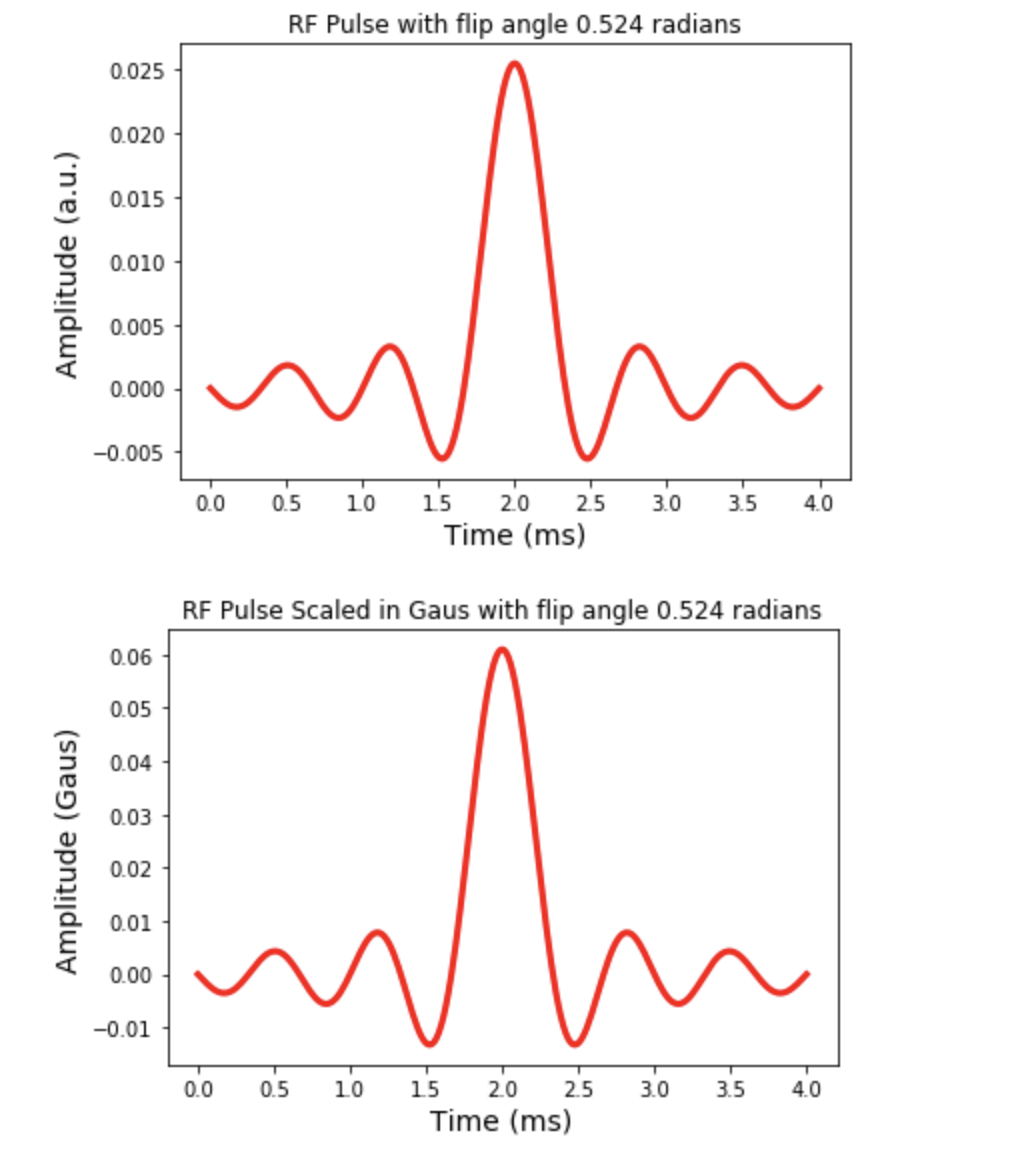 RF Pulse with flip angle 0.524 radians
0.025
0.020
0.015
0.010
0.005
0.000
−0.005
Amplitude (a.u.)
0.0 0.5 1.0 1.5 2.0 2.5 3.0 3.5 4.0
Time (ms)
RF Pulse Scaled in Gaus with flip angle 0.524 radians
0.06
0.05
0.04
0.03
0.02
0.01
0.00
−0.01
Amplitude (Gaus)
0.0 0.5 1.0 1.5 2.0 2.5 3.0 3.5 4.0
Time (ms)